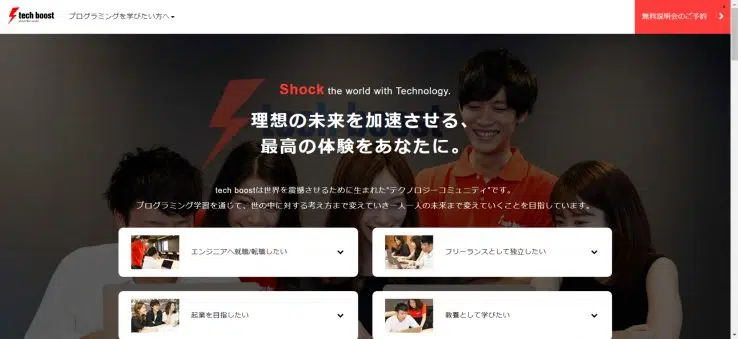 tech boost
プログラミングを学びたい方へ
無料説明会のご予約
Shock the world with Technology.
理想の未来を加速させる、
最高の体験をあなたに。
tech boostは世界を震撼させるために生まれた"テクノロジーコミュニティ"です。
プログラミング学習を通じて、世の中に対する考え方まで変えていき一人一人の未来まで変えていくことを目指しています。
エンジニアへ就職/転職したい
フリーランスとして独立したい
起業を目指したい
教養として学びたい